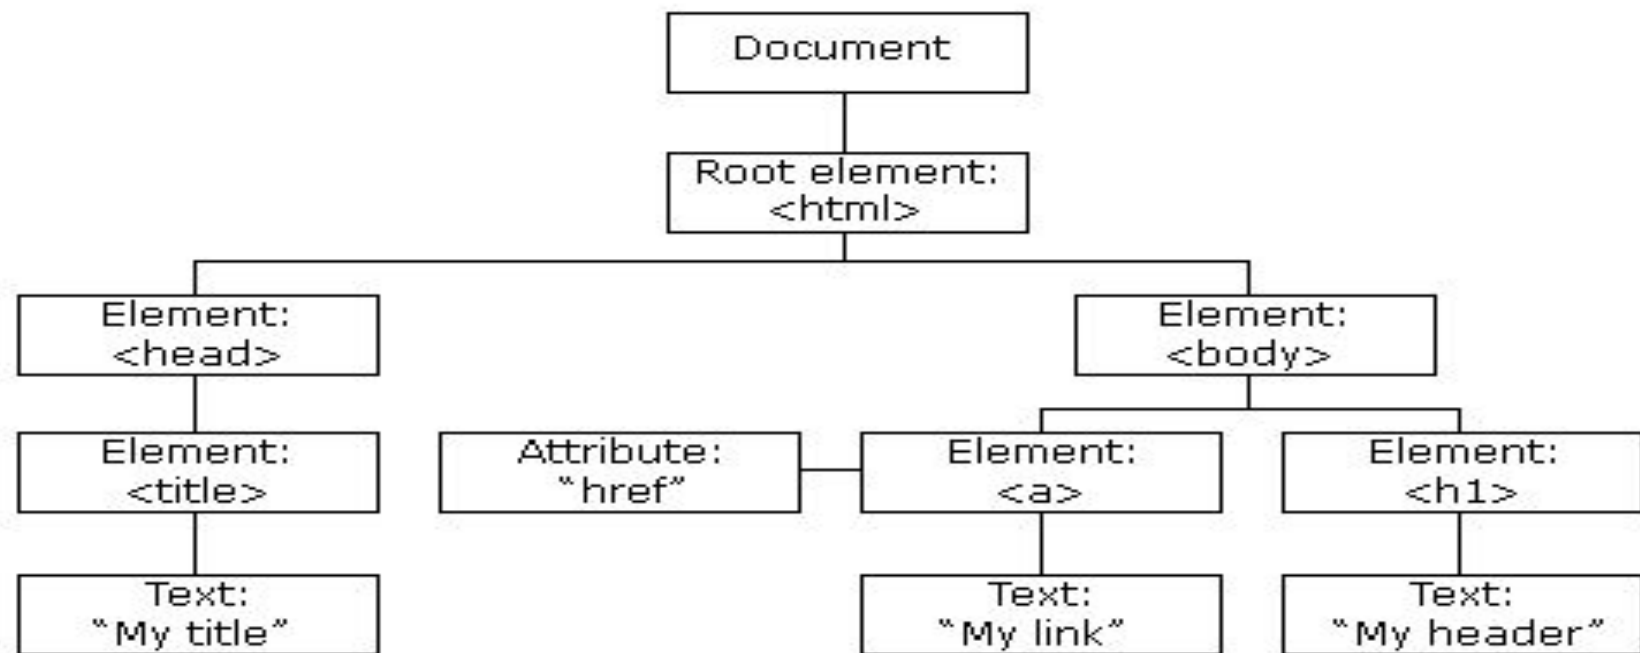 Document
Root element:
<html>
Element:
<head>
Element:
<body>
Element:
<title>
Attribute:
“href”
Element:
<a>
Element:
<h1>
Text:
“My title”
Text:
“My link”
Text:
“My header”